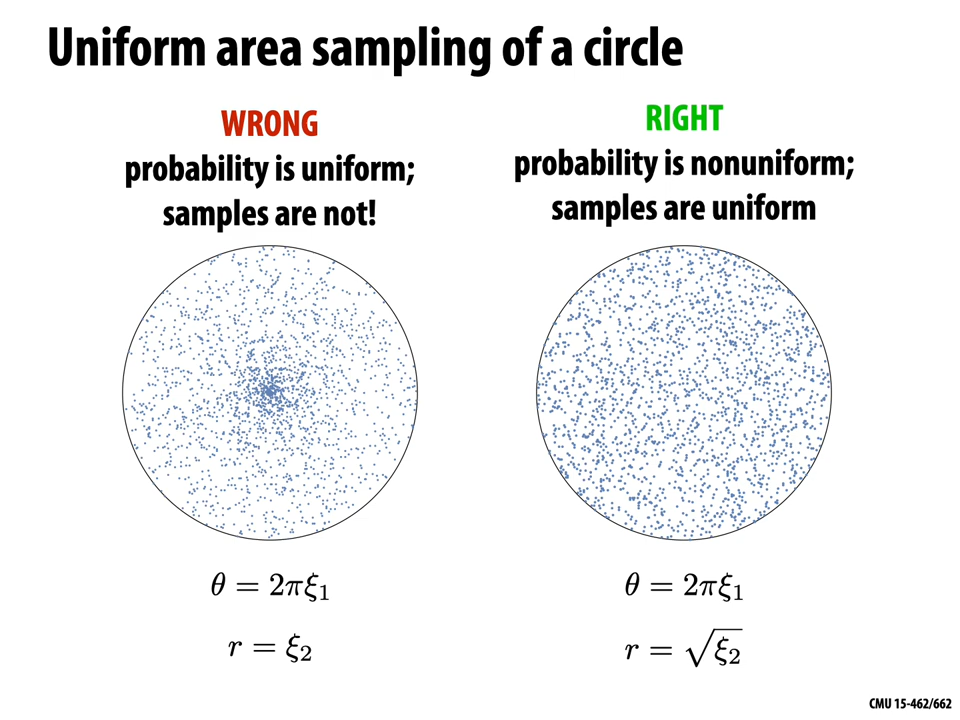 Uniform area sampling of a circle
WRONG
probability is uniform;
samples are not!
θ = 2πξ₁
r = ξ₂
RIGHT
probability is nonuniform;
samples are uniform
θ = 2πξ₁
r = √ξ₂
CMU 15-462/662